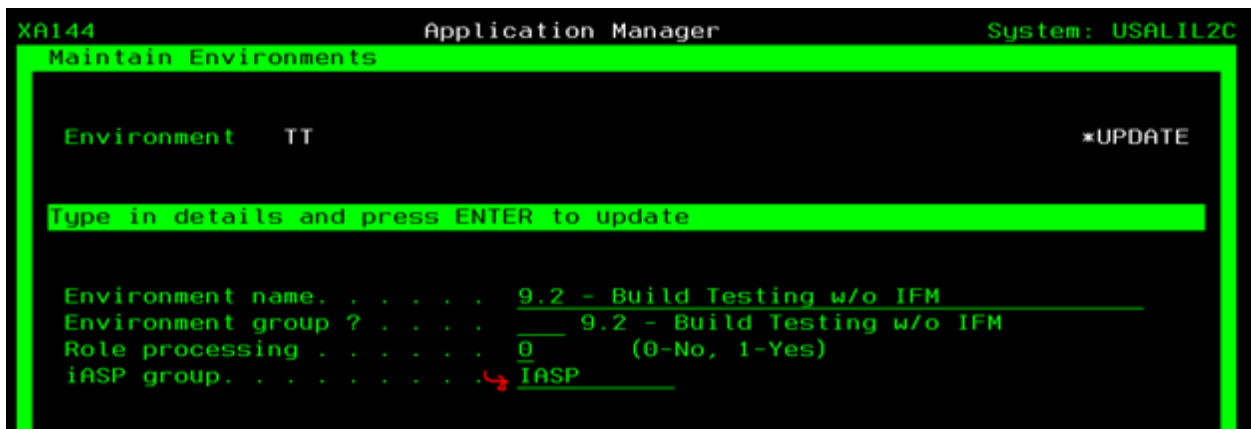 XA144 Application Manager System: USALIL2C
Maintain Environments
Environment TT *UPDATE
Type in details and press ENTER to update
Environment name. . . . . . 9.2 - Build Testing w/o IFM
Environment group ? . . . . ___ 9.2 - Build Testing w/o IFM
Role processing . . . . . . 0 (0-No, 1-Yes)
iASP group. . . . . . . . . IASP